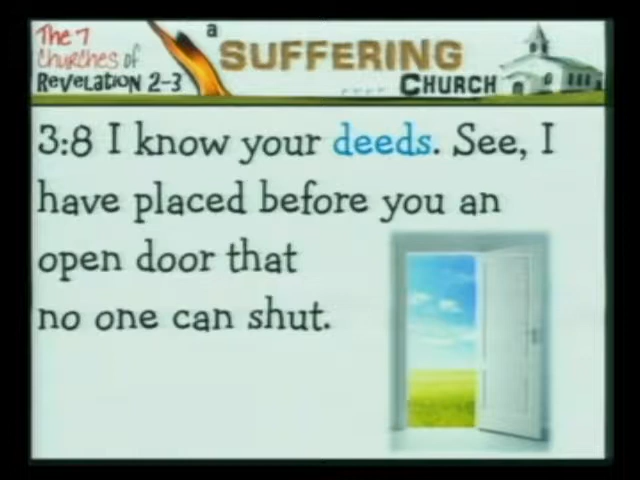 The 7
Churches of
Revelation 2-3
a
SUFFERING
CHURCH
3:8 I know your deeds. See, I
have placed before you an
open door that
no one can shut.